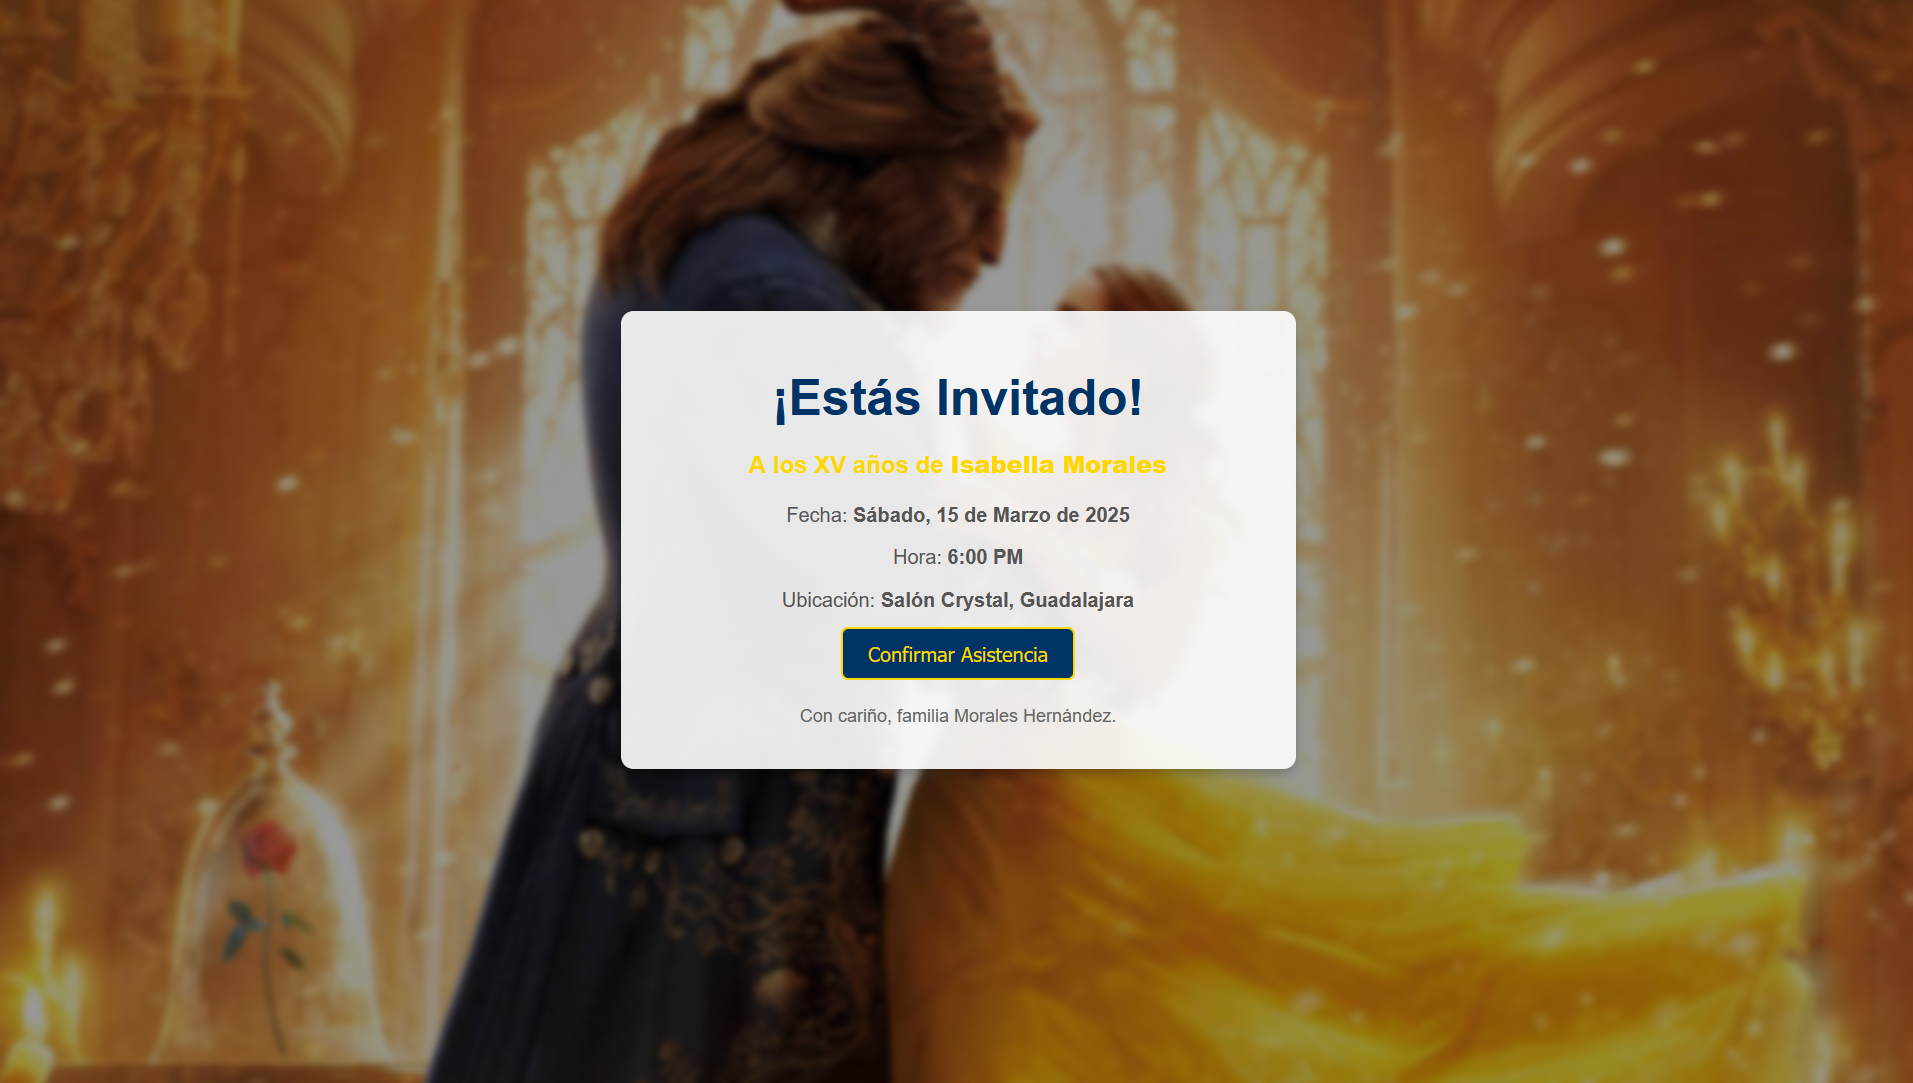 ¡Estás Invitado!
A los XV años de Isabella Morales
Fecha: Sábado, 15 de Marzo de 2025
Hora: 6:00 PM
Ubicación: Salón Crystal, Guadalajara
Confirmar Asistencia
Con cariño, familia Morales Hernández.